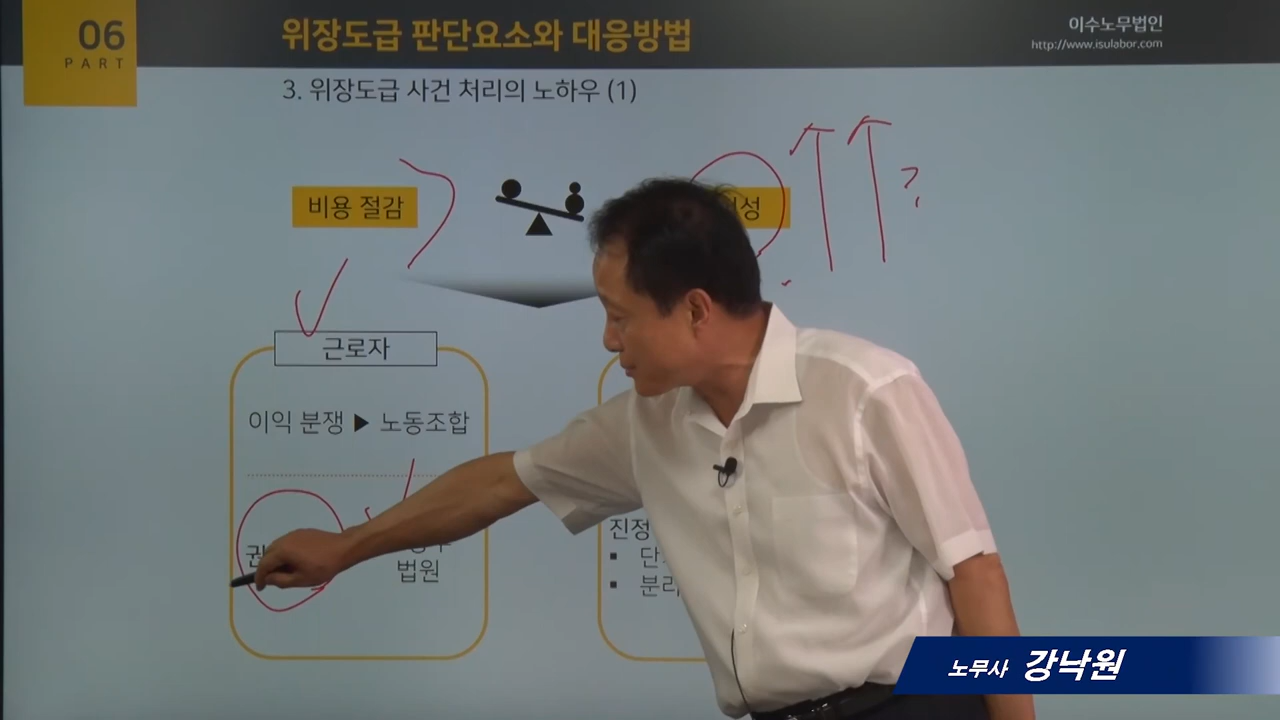 06
PART
위장도급 판단요소와 대응방법
이수노무법인
http://www.isulabor.com
3. 위장도급 사건 처리의 노하우 (1)
비용 절감
?
근로자
이익 분쟁 ▶ 노동조합
권
법원
진정
▪
▪ 분리
노무사 강낙원